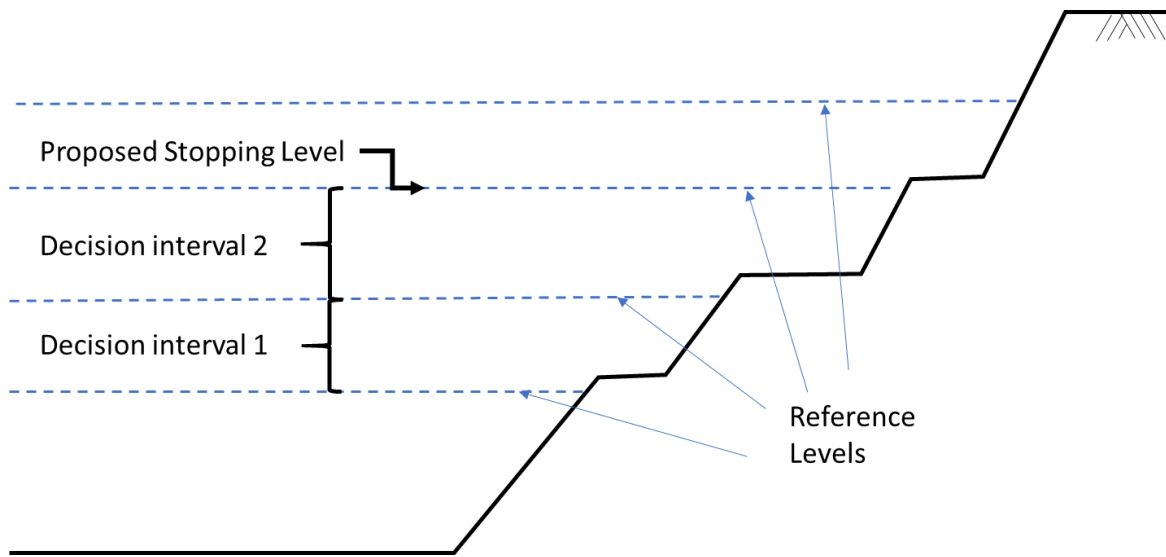 Proposed Stopping Level
Decision interval 2
Decision interval 1
Reference
Levels